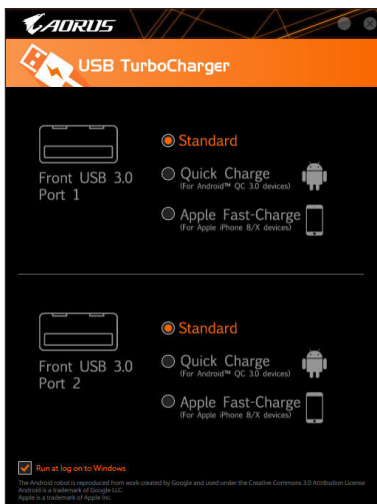 AORUS
USB TurboCharger
Front USB 3.0
Port 1
Standard
Quick Charge
(For Android™ QC 3.0 devices)
Apple Fast-Charge
(For Apple iPhone 8/X devices)
Front USB 3.0
Port 2
Standard
Quick Charge
(For Android™ QC 3.0 devices)
Apple Fast-Charge
(For Apple iPhone 8/X devices)
Run at log on to Windows
The Android robot is reproduced from work created by Google and used under the Creative Commons 3.0 Attribution License
Android is a trademark of Google LLC.
Apple is a trademark of Apple Inc.